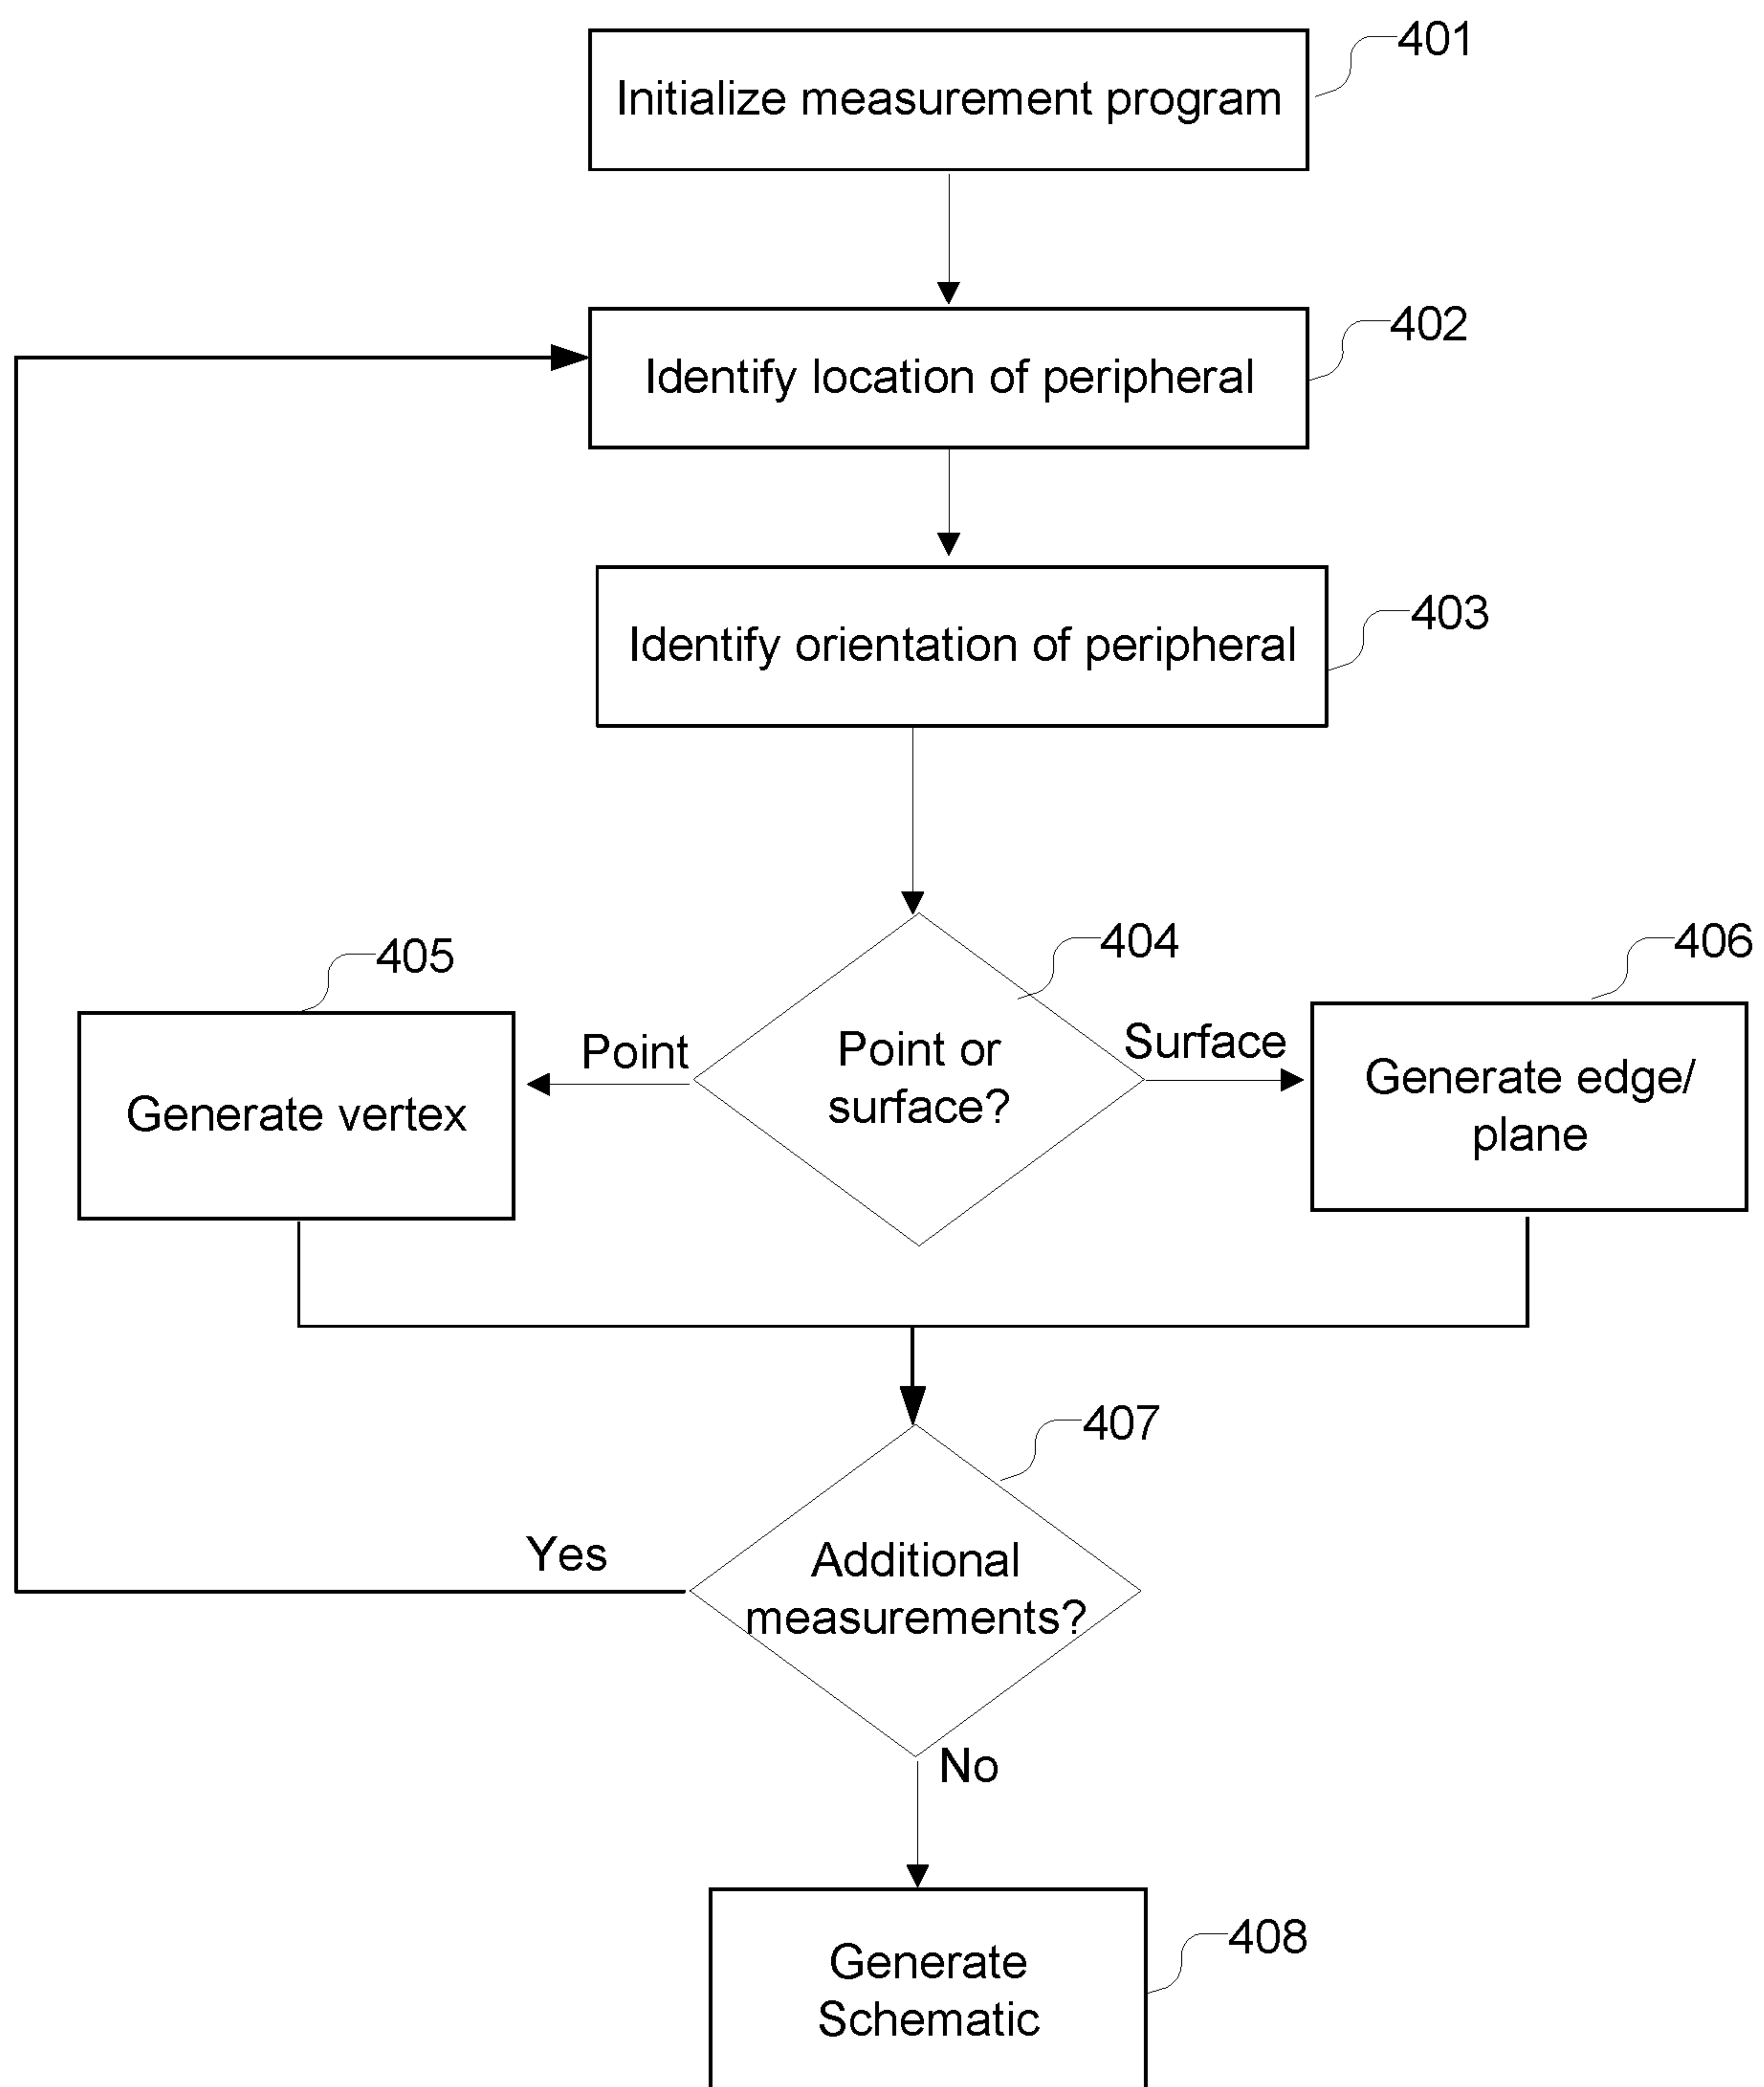 401
Initialize measurement program
402
Identify location of peripheral
403
Identify orientation of peripheral
404
405
406
Point
Point or
surface?
Surface
Generate vertex
Generate edge/
plane
407
Yes
Additional
measurements?
No
408
Generate
Schematic